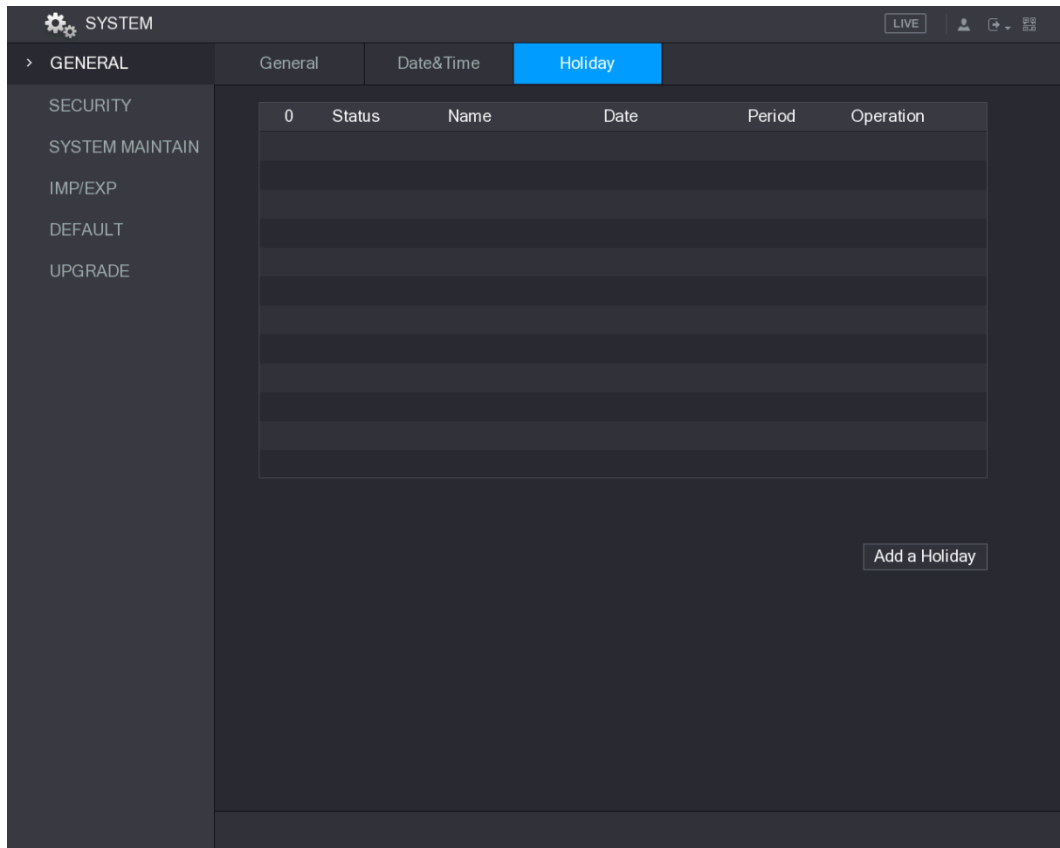 SYSTEM
LIVE
> GENERAL
General
Date&Time
Holiday
SECURITY
SYSTEM MAINTAIN
IMP/EXP
DEFAULT
UPGRADE
0 Status Name Date Period Operation
Add a Holiday